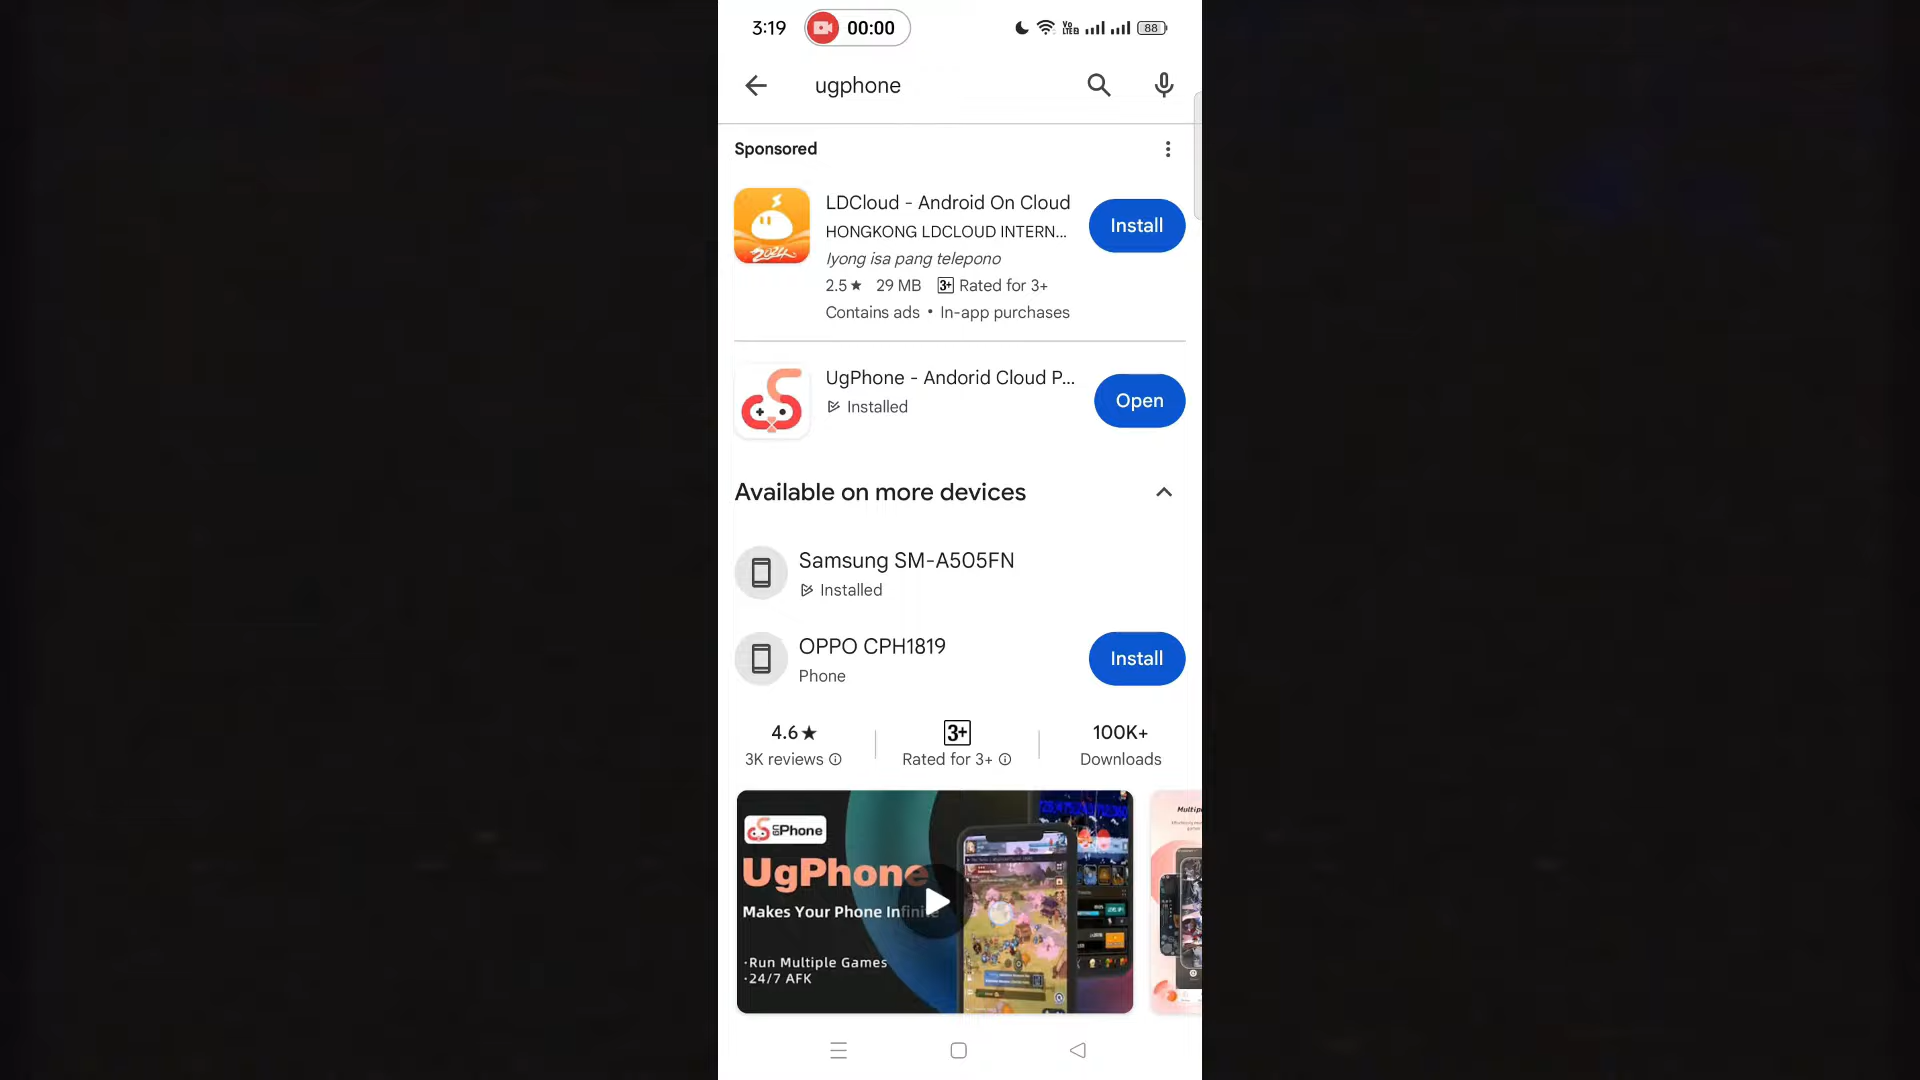 3:19 00:00 88
ugphone
Sponsored
LDCloud - Android On Cloud
HONGKONG LDCLOUD INTERN...
Iyong isa pang telepono
2.5★ 29 MB 3+ Rated for 3+
Contains ads • In-app purchases
Install
UgPhone - Andorid Cloud P...
Installed
Open
Available on more devices
Samsung SM-A505FN
Installed
OPPO CPH1819
Phone
Install
4.6★ 3+ 100K+
3K reviews Rated for 3+ Downloads
Phone
UgPhone
Makes Your Phone Infinite
·Run Multiple Games
·24/7 AFK